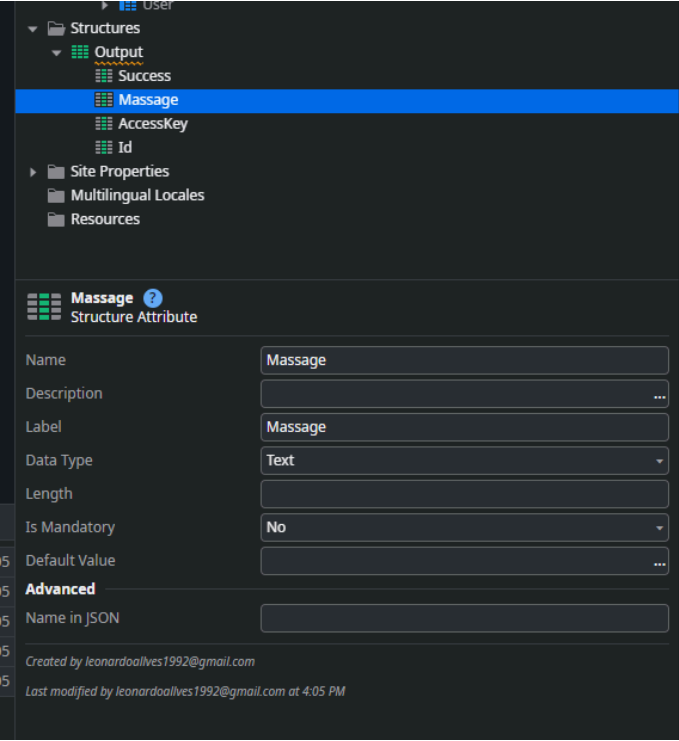 User
Structures
Output
Success
Massage
AccessKey
Id
Site Properties
Multilingual Locales
Resources
Massage ?
Structure Attribute
Name Massage
Description ...
Label Massage
Data Type Text
Length
Is Mandatory No
05 Default Value ...
05 Advanced
05 Name in JSON
05 Created by leonardoallves1992@gmail.com
05 Last modified by leonardoallves1992@gmail.com at 4:05 PM